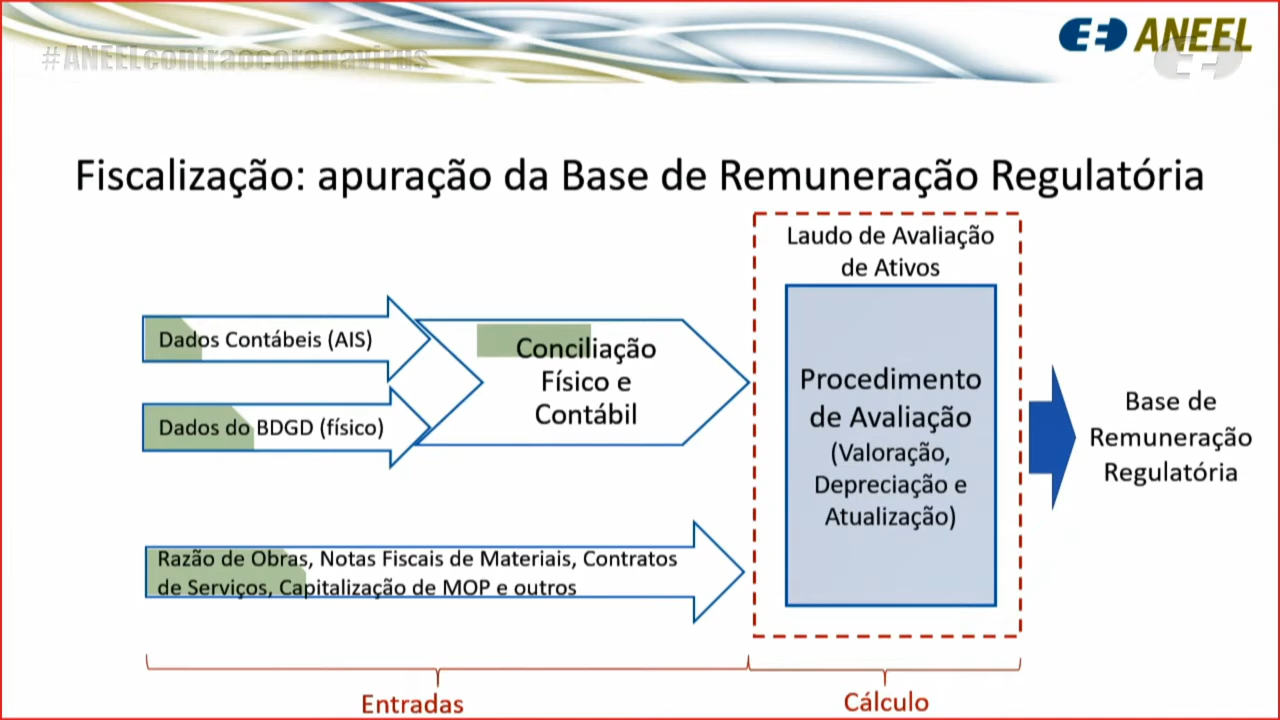 #ANEELcontraocoronavirus
ANEEL
Fiscalização: apuração da Base de Remuneração Regulatória
Laudo de Avaliação
de Ativos
Dados Contábeis (AIS)
Dados do BDGD (físico)
Conciliação
Físico e
Contábil
Razão de Obras, Notas Fiscais de Materiais, Contratos
de Serviços, Capitalização de MOP e outros
Procedimento
de Avaliação
(Valoração,
Depreciação e
Atualização)
Base de
Remuneração
Regulatória
Entradas
Cálculo